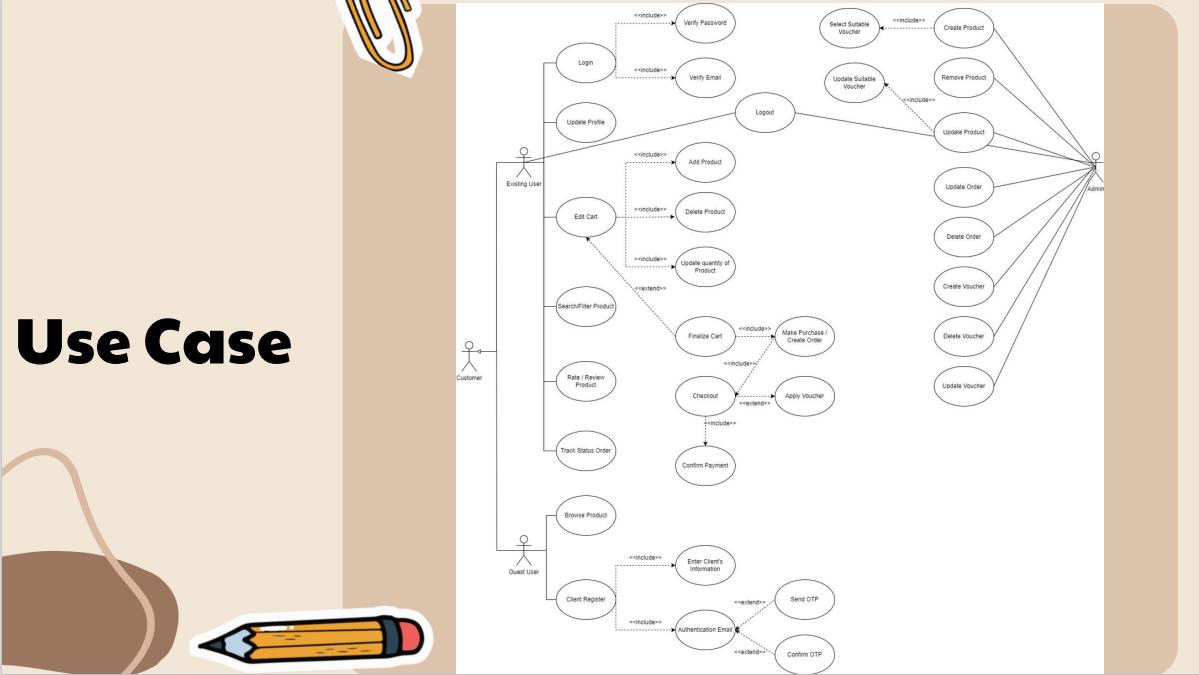 Use Case
<<include>>
Verify Password
Login
<<include>>
Verify Email
Update Profile
Logout
Existing User
<<include>>
Add Product
Edit Cart
<<include>>
Delete Product
<<include>>
Update quantity of
Product
<<extend>>
Search/Filter Product
Finalize Cart
<<include>>
Make Purchase /
Create Order
<<include>>
Customer
Rate / Review
Product
Checkout
<<extend>>
Apply Voucher
<<include>>
Track Status Order
Confirm Payment
Browse Product
Guest User
Client Register
<<include>>
Enter Client's
Information
<<include>>
Authentication Email
<<extend>>
Send OTP
<<extend>>
Confirm OTP
Select Suitable
Voucher
<<include>>
Create Product
Update Suitable
Voucher
<<include>>
Remove Product
Update Product
Admin
Update Order
Delete Order
Create Voucher
Delete Voucher
Update Voucher